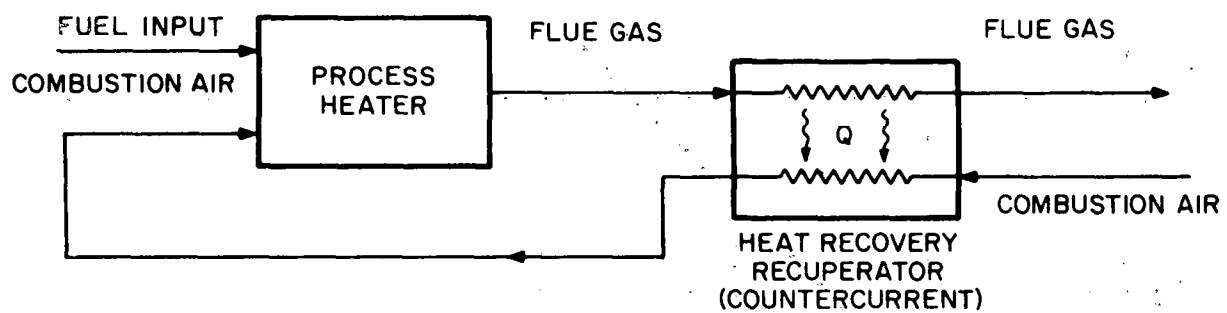 FUEL INPUT
COMBUSTION AIR
PROCESS
HEATER
FLUE GAS
FLUE GAS
Q
COMBUSTION AIR
HEAT RECOVERY
RECUPERATOR
(COUNTERCURRENT)